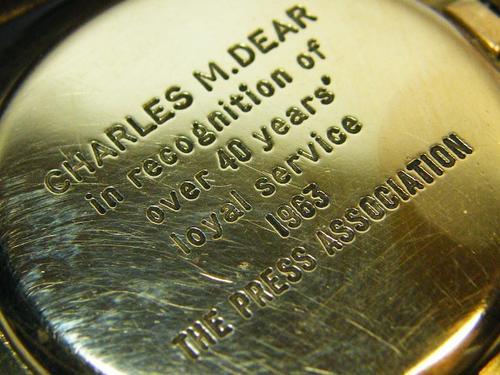 CHARLES M.DEAR
in recognition of
over 40 years'
loyal service
1963
THE PRESS ASSOCIATION